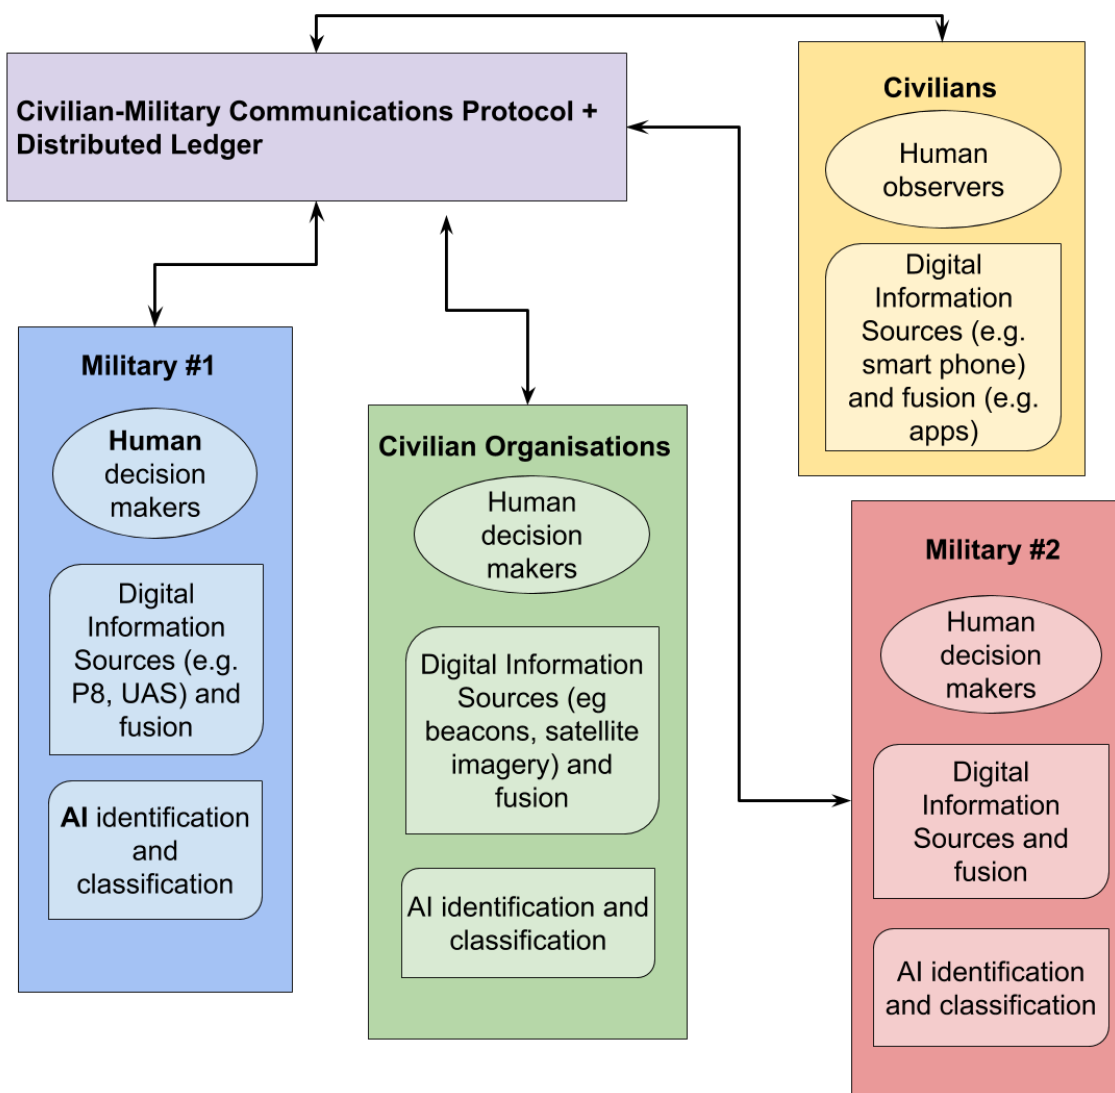 Civilian-Military Communications Protocol +
Distributed Ledger
Civilians
Human
observers
Digital
Information
Sources (e.g.
smart phone)
and fusion (e.g.
apps)
Military #1
Human
decision
makers
Digital
Information
Sources (e.g.
P8, UAS) and
fusion
AI identification
and
classification
Civilian Organisations
Human
decision
makers
Digital Information
Sources (eg
beacons, satellite
imagery) and
fusion
AI identification and
classification
Military #2
Human
decision
makers
Digital
Information
Sources and
fusion
AI identification
and classification